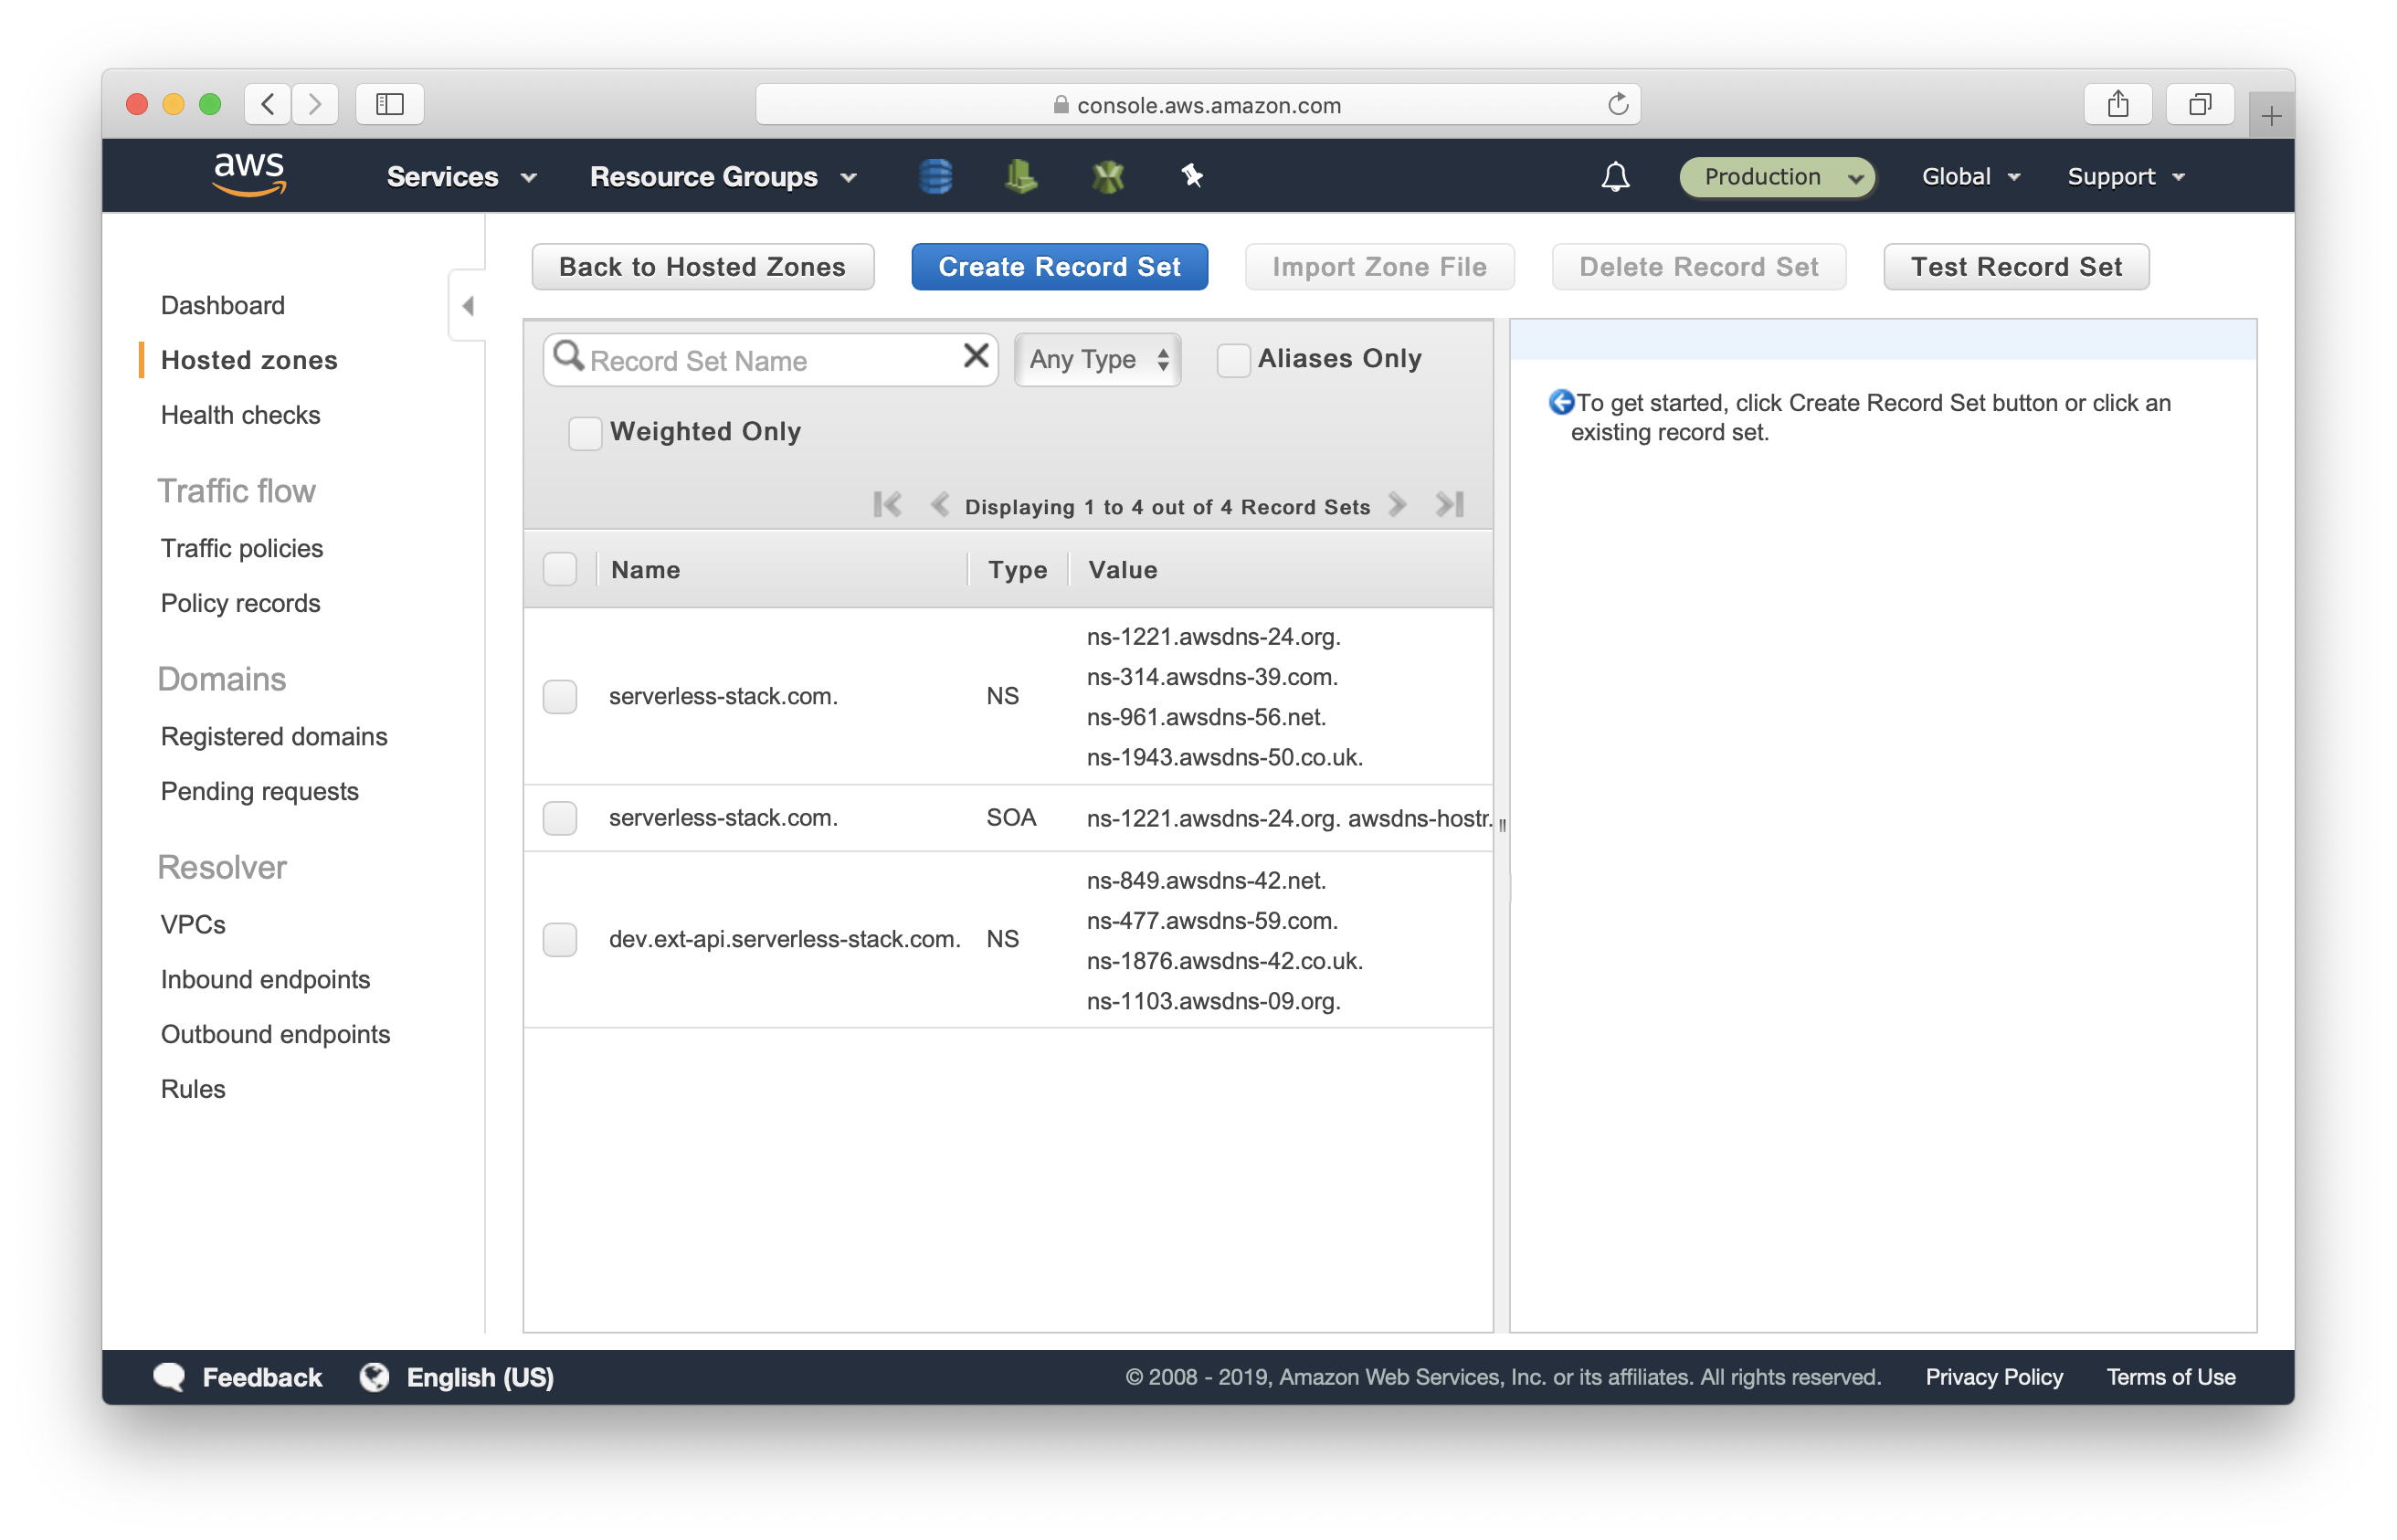 console.aws.amazon.com
aws
Services
Resource Groups
Production
Global
Support
Dashboard
Hosted zones
Health checks
Traffic flow
Traffic policies
Policy records
Domains
Registered domains
Pending requests
Resolver
VPCs
Inbound endpoints
Outbound endpoints
Rules
Back to Hosted Zones
Create Record Set
Import Zone File
Delete Record Set
Test Record Set
Record Set Name
Any Type
Aliases Only
Weighted Only
Displaying 1 to 4 out of 4 Record Sets
Name Type Value
serverless-stack.com. NS
ns-1221.awsdns-24.org.
ns-314.awsdns-39.com.
ns-961.awsdns-56.net.
ns-1943.awsdns-50.co.uk.
serverless-stack.com. SOA ns-1221.awsdns-24.org. awsdns-hostr.
dev.ext-api.serverless-stack.com. NS
ns-849.awsdns-42.net.
ns-477.awsdns-59.com.
ns-1876.awsdns-42.co.uk.
ns-1103.awsdns-09.org.
To get started, click Create Record Set button or click an
existing record set.
Feedback
English (US)
© 2008 - 2019, Amazon Web Services, Inc. or its affiliates. All rights reserved.
Privacy Policy
Terms of Use